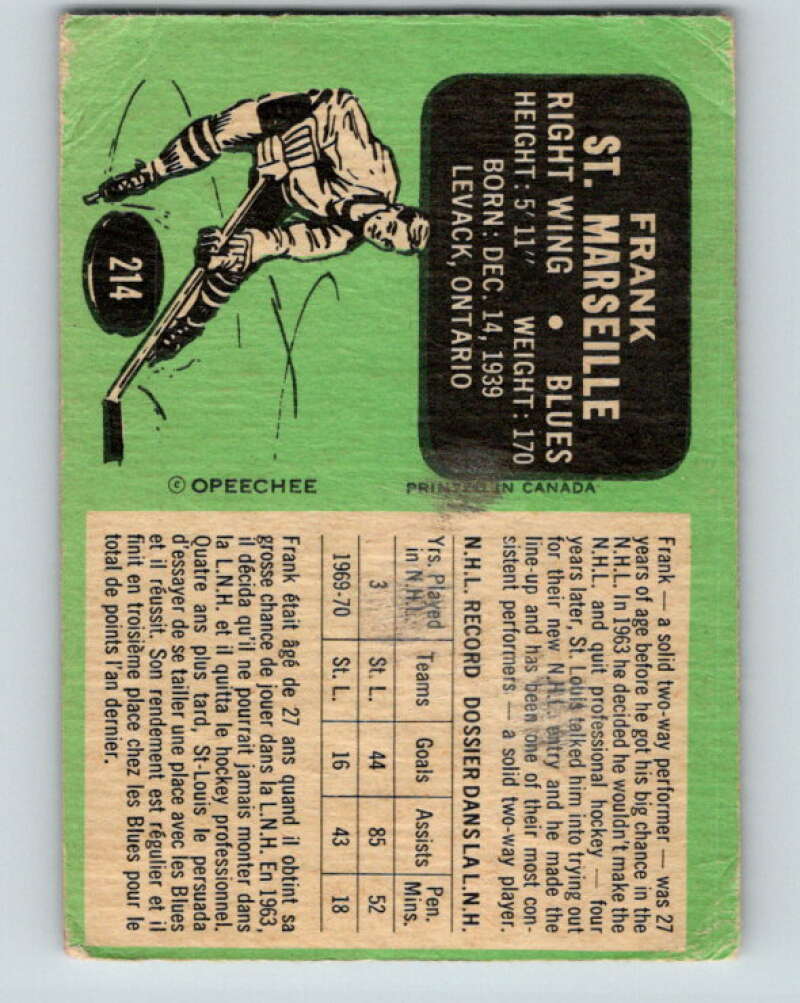 FRANK
ST. MARSEILLE
RIGHT WING • BLUES
HEIGHT: 5' 11" WEIGHT: 170
BORN: DEC. 14, 1939
LEVACK, ONTARIO
214
© OPEECHEE
PRINTED IN CANADA
Frank — a solid two-way performer — was 27
years of age before he got his big chance in the
N.H.L. In 1963 he decided he wouldn't make the
N.H.L. and quit professional hockey — four
years later, St. Louis talked him into trying out
for their new N.H.L. entry and he made the
line-up and has been one of their most con-
sistent performers — a solid two-way player.
N.H.L. RECORD DOSSIER DANS LA L.N.H.
Yrs. Played in N.H.L. Teams Goals Assists Pen. Mins.
3 St. L. 44 85 52
1969-70 St. L. 16 43 18
Frank était âgé de 27 ans quand il obtint sa
grosse chance de jouer dans la L.N.H. En 1963,
il décida qu'il ne pourrait jamais monter dans
la L.N.H. et il quitta le hockey professionnel.
Quatre ans plus tard, St-Louis le persuada
d'essayer de se tailler une place avec les Blues
et il réussit. Son rendement est régulier et il
finit en troisième place chez les Blues pour le
total de points l'an dernier.